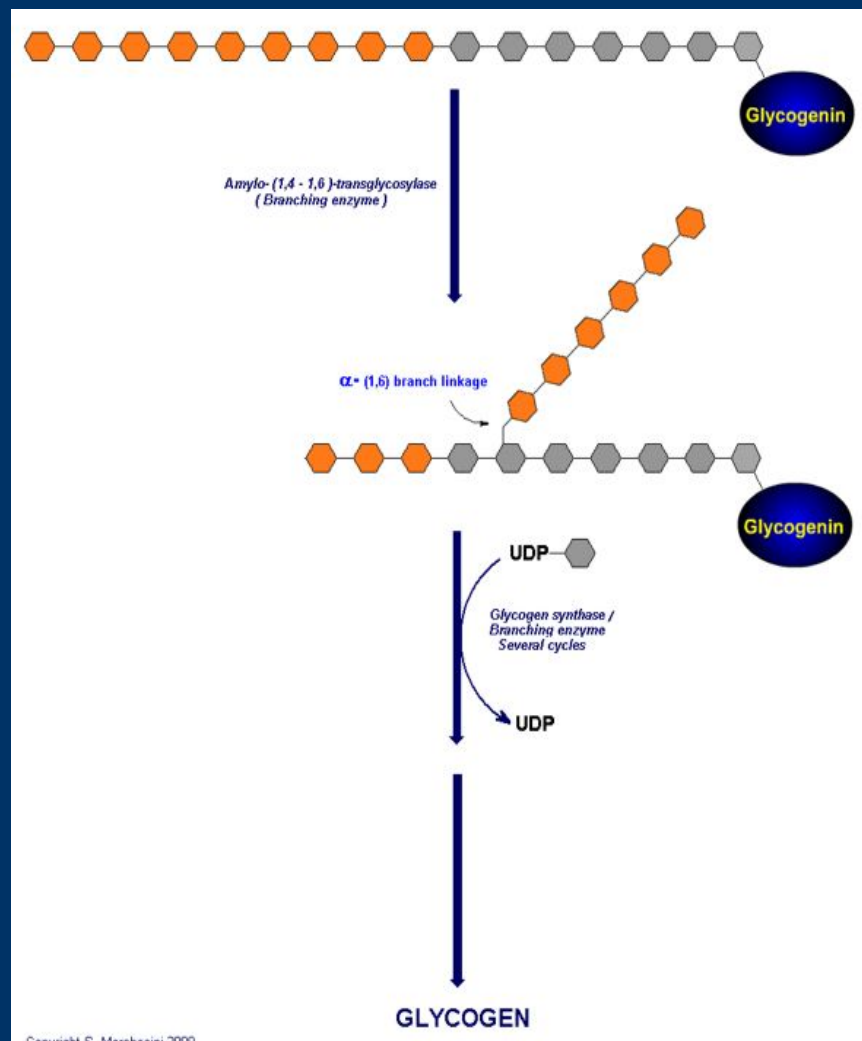 Glycogenin
Amylo- (1,4 - 1,6 )-transglycosylase
( Branching enzyme )
α- (1,6) branch linkage
Glycogenin
UDP
Glycogen synthase /
Branching enzyme
Several cycles
UDP
GLYCOGEN
Copyright